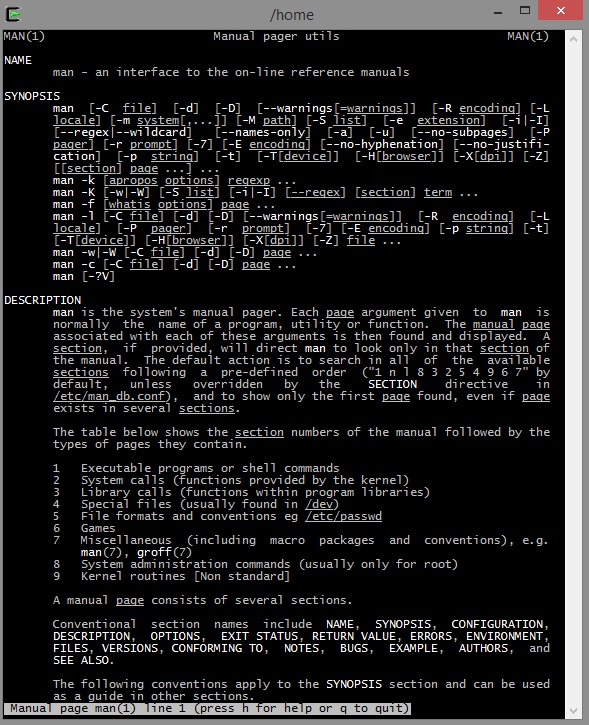 /home
MAN(1) Manual pager utils MAN(1)
NAME
man - an interface to the on-line reference manuals
SYNOPSIS
man [-C file] [-d] [-D] [--warnings[=warnings]] [-R encoding] [-L
locale] [-m system[,...]] [-M path] [-S list] [-e extension] [-i|-I]
[--regex|--wildcard] [--names-only] [-a] [-u] [--no-subpages] [-P
pager] [-r prompt] [-7] [-E encoding] [--no-hyphenation] [--no-justifi-
cation] [-p string] [-t] [-T[device]] [-H[browser]] [-X[dpi]] [-Z]
[[section] page ...] ...
man -k [apropos options] regexp ...
man -K [-w|-W] [-S list] [-i|-I] [--regex] [section] term ...
man -f [whatis options] page ...
man -l [-C file] [-d] [-D] [--warnings[=warnings]] [-R encoding] [-L
locale] [-P pager] [-r prompt] [-7] [-E encoding] [-p string] [-t]
[-T[device]] [-H[browser]] [-X[dpi]] [-Z] file ...
man -w|-W [-C file] [-d] [-D] page ...
man -c [-C file] [-d] [-D] page ...
man [-?V]
DESCRIPTION
man is the system's manual pager. Each page argument given to man is
normally the name of a program, utility or function. The manual page
associated with each of these arguments is then found and displayed. A
section, if provided, will direct man to look only in that section of
the manual. The default action is to search in all of the available
sections following a pre-defined order ("1 n l 8 3 2 5 4 9 6 7" by
default, unless overridden by the SECTION directive in
/etc/man_db.conf), and to show only the first page found, even if page
exists in several sections.
The table below shows the section numbers of the manual followed by the
types of pages they contain.
1 Executable programs or shell commands
2 System calls (functions provided by the kernel)
3 Library calls (functions within program libraries)
4 Special files (usually found in /dev)
5 File formats and conventions eg /etc/passwd
6 Games
7 Miscellaneous (including macro packages and conventions), e.g.
man(7), groff(7)
8 System administration commands (usually only for root)
9 Kernel routines [Non standard]
A manual page consists of several sections.
Conventional section names include NAME, SYNOPSIS, CONFIGURATION,
DESCRIPTION, OPTIONS, EXIT STATUS, RETURN VALUE, ERRORS, ENVIRONMENT,
FILES, VERSIONS, CONFORMING TO, NOTES, BUGS, EXAMPLE, AUTHORS, and
SEE ALSO.
The following conventions apply to the SYNOPSIS section and can be used
as a guide in other sections.
Manual page man(1) line 1 (press h for help or q to quit)